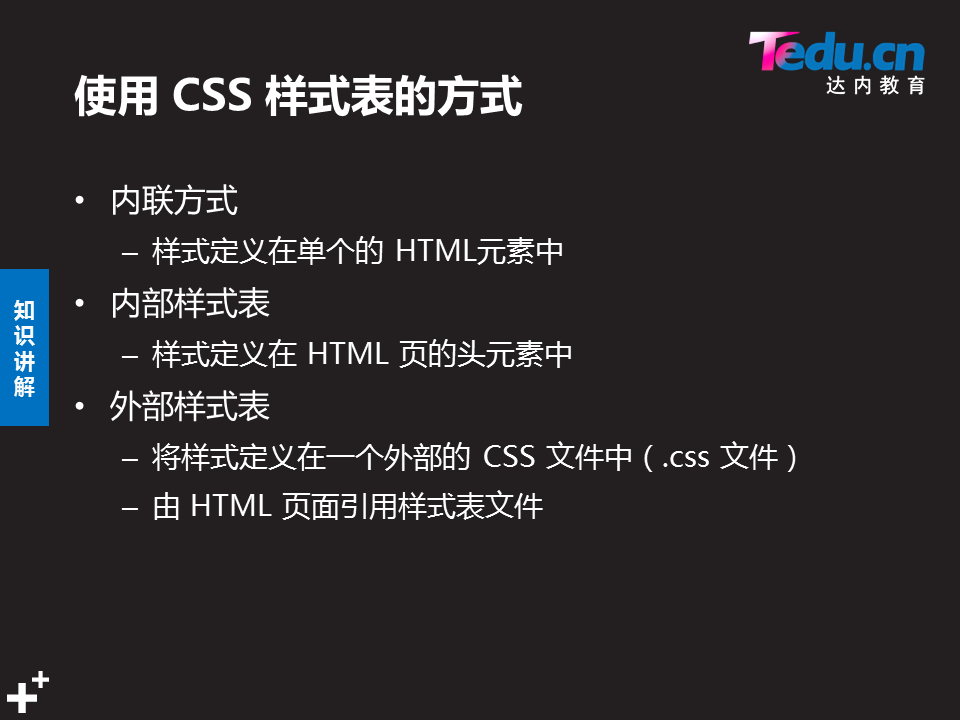 Tedu.cn
达内教育
使用 CSS 样式表的方式
• 内联方式
– 样式定义在单个的 HTML元素中
• 内部样式表
– 样式定义在 HTML 页的头元素中
• 外部样式表
– 将样式定义在一个外部的 CSS 文件中（.css 文件）
– 由 HTML 页面引用样式表文件
知识讲解